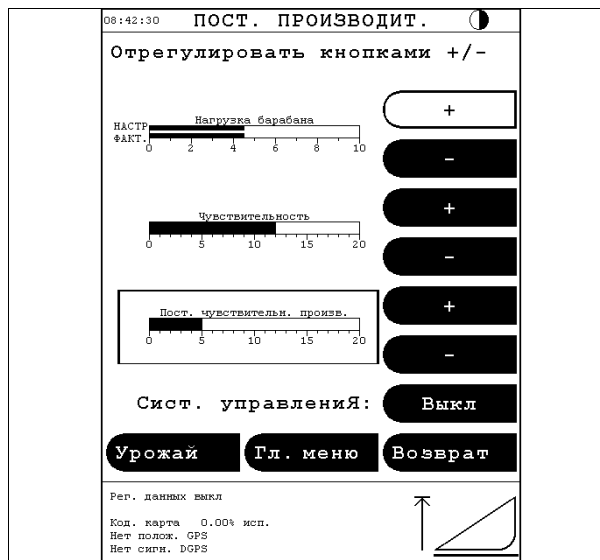 08:42:30 ПОСТ. ПРОИЗВОДИТ.
Отрегулировать кнопками +/-
Нагрузка барабана
НАСТР
ФАКТ.
0 2 4 6 8 10
+
-
Чувствительность
0 5 10 15 20
+
-
Пост. чувствительн. произв.
0 5 10 15 20
+
-
Сист. управлениЯ: Выкл
Урожай Гл. меню Возврат
Рег. данных выкл
Код. карта 0.00% исп.
Нет полож. GPS
Нет сигн. DGPS